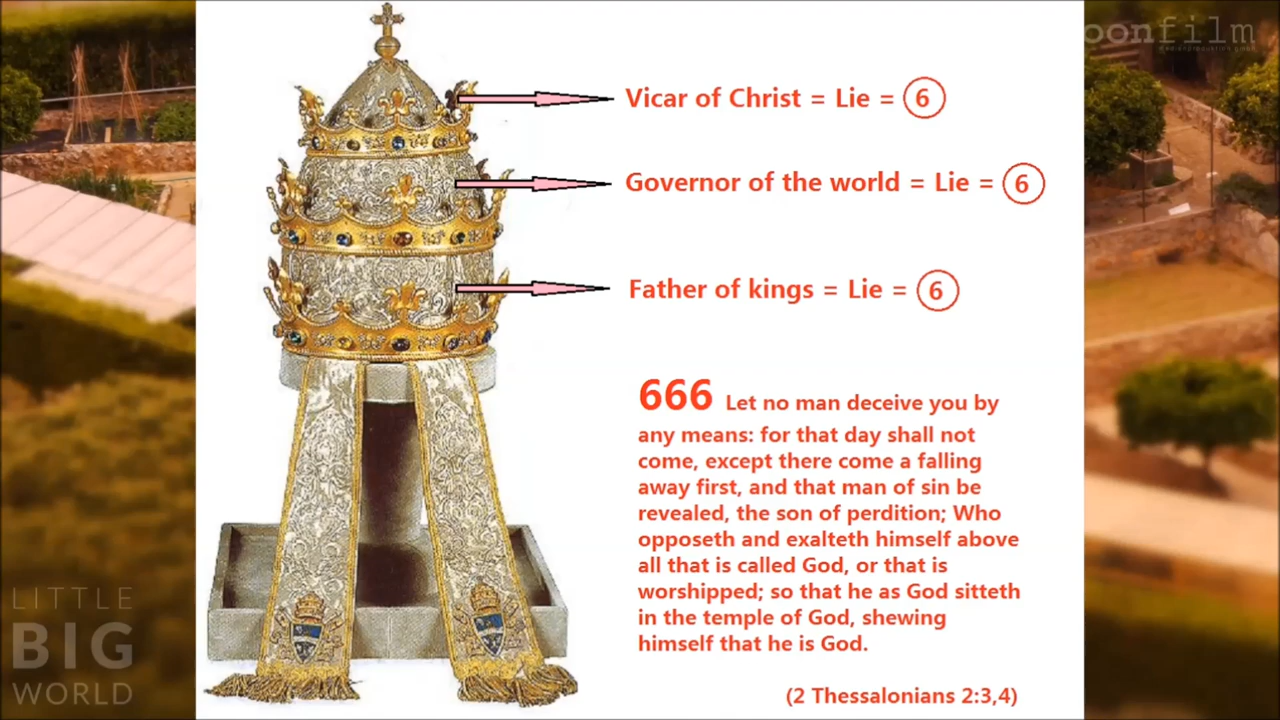 oonfilm
Vicar of Christ = Lie = 6
Governor of the world = Lie = 6
Father of kings = Lie = 6
666 Let no man deceive you by
any means: for that day shall not
come, except there come a falling
away first, and that man of sin be
revealed, the son of perdition; Who
opposeth and exalteth himself above
all that is called God, or that is
worshipped; so that he as God sitteth
in the temple of God, shewing
himself that he is God.
(2 Thessalonians 2:3,4)
LITTLE
BIG
WORLD